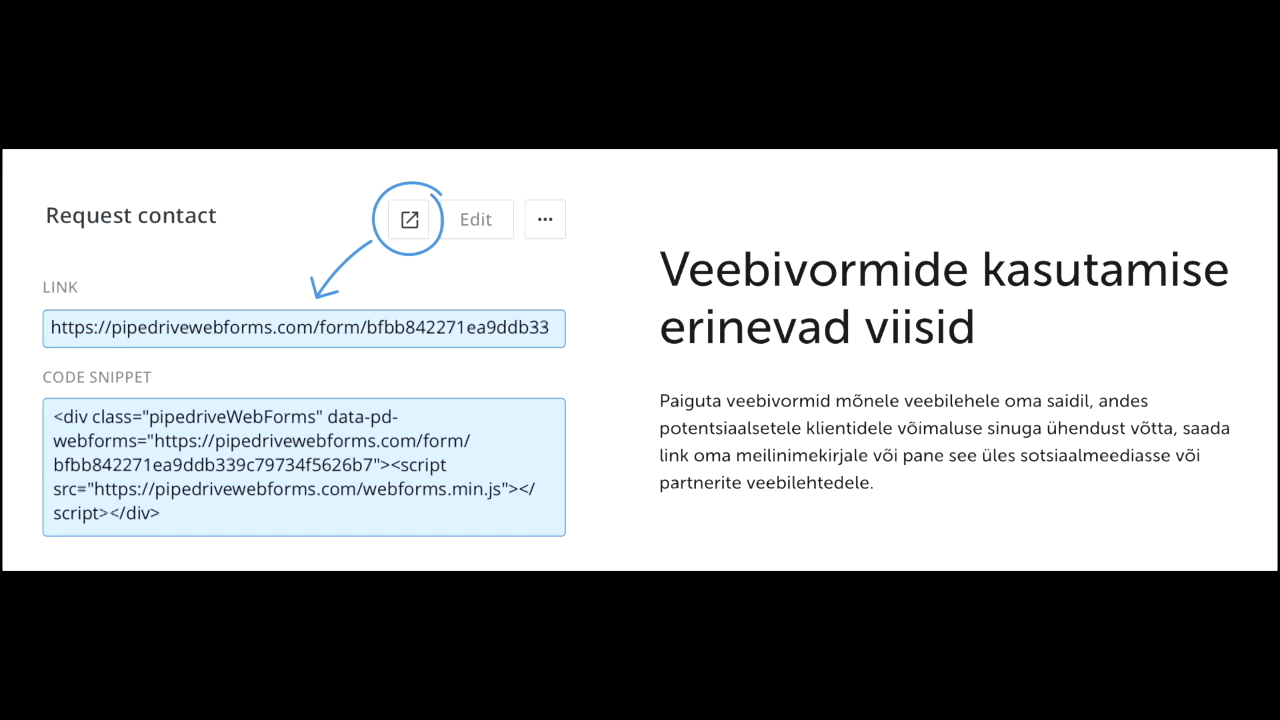 Request contact
Edit
LINK
https://pipedrivewebforms.com/form/bfbb842271ea9ddb33
CODE SNIPPET
<div class="pipedriveWebForms" data-pd-
webforms="https://pipedrivewebforms.com/form/
bfbb842271ea9ddb339c79734f5626b7"><script
src="https://pipedrivewebforms.com/webforms.min.js"></
script></div>
Veebivormide kasutamise
erinevad viisid
Paiguta veebivormid mõnele veebilehele oma saidil, andes
potentsiaalsetele klientidele võimaluse sinuga ühendust võtta, saada
link oma meilinimekirjale või pane see üles sotsiaalmeediasse või
partnerite veebilehtedele.